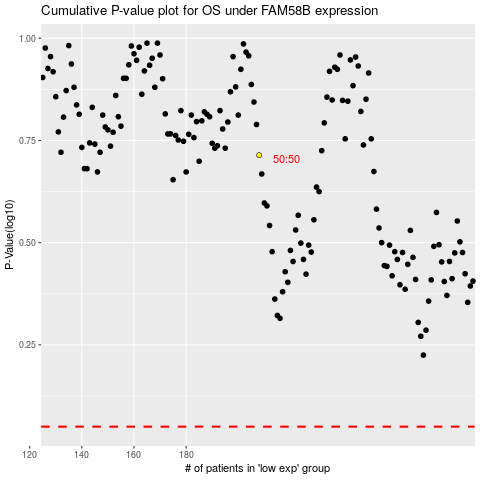 Cumulative P-value plot for OS under FAM58B expression
1.00
0.75
50:50
0.50
0.25
P-Value(log10)
120 140 160 180
# of patients in 'low exp' group